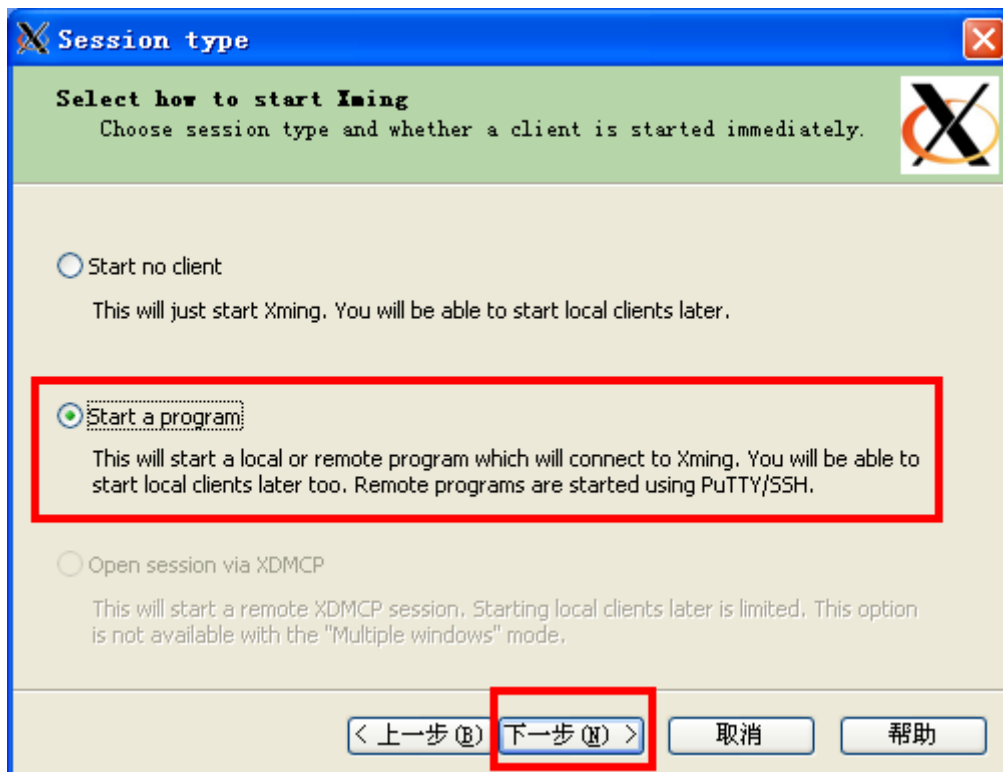 Session type
Select how to start Xming
Choose session type and whether a client is started immediately.
Start no client
This will just start Xming. You will be able to start local clients later.
Start a program
This will start a local or remote program which will connect to Xming. You will be able to
start local clients later too. Remote programs are started using PuTTY/SSH.
Open session via XDMCP
This will start a remote XDMCP session. Starting local clients later is limited. This option
is not available with the "Multiple windows" mode.
< 上一步(B) 下一步(N) > 取消 帮助